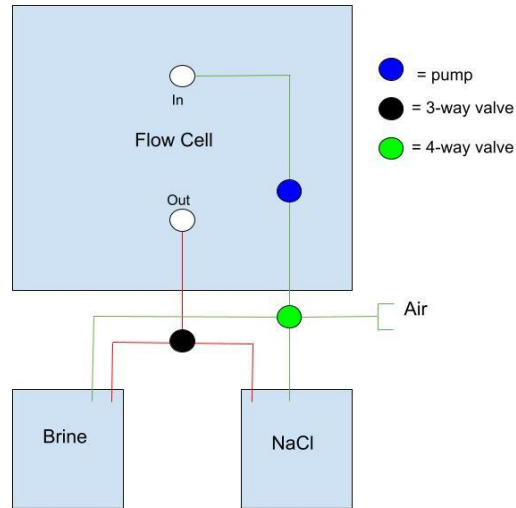 In
Flow Cell
Out
= pump
= 3-way valve
= 4-way valve
Air
Brine
NaCl